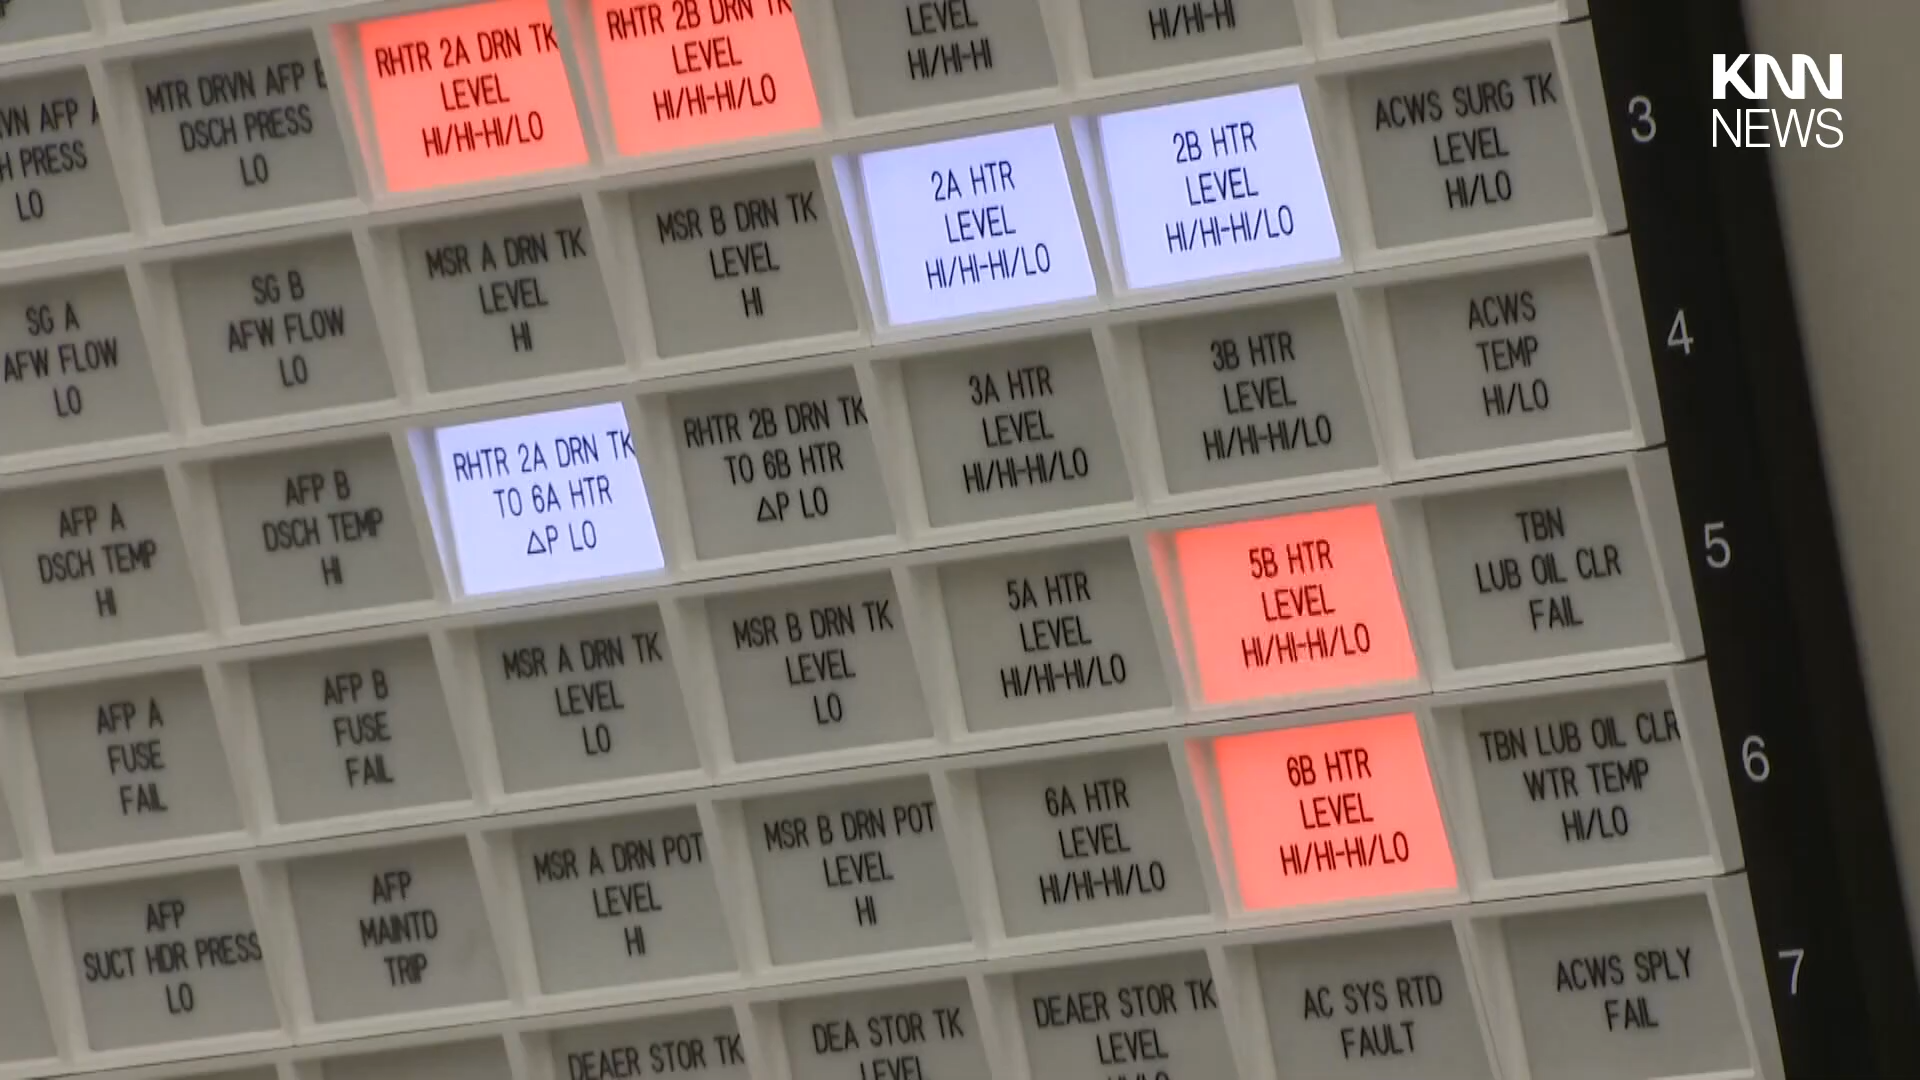 KNN
NEWS
RHTR 2A DRN TK
LEVEL
HI/HI-HI/LO
RHTR 2B DRN TK
LEVEL
HI/HI-HI/LO
LEVEL
HI/HI-HI
HI/HI-HI
3
H PRESS
LO
MTR DRVN AFP
DSCH PRESS
LO
2A HTR
LEVEL
HI/HI-HI/LO
2B HTR
LEVEL
HI/HI-HI/LO
ACWS SURG TK
LEVEL
HI/LO
4
SG A
AFW FLOW
LO
SG B
AFW FLOW
LO
MSR A DRN TK
LEVEL
HI
MSR B DRN TK
LEVEL
HI
3A HTR
LEVEL
HI/HI-HI/LO
3B HTR
LEVEL
HI/HI-HI/LO
ACWS
TEMP
HI/LO
5
AFP A
DSCH TEMP
HI
AFP B
DSCH TEMP
HI
RHTR 2A DRN TK
TO 6A HTR
△P LO
RHTR 2B DRN TK
TO 6B HTR
△P LO
5A HTR
LEVEL
HI/HI-HI/LO
5B HTR
LEVEL
HI/HI-HI/LO
TBN
LUB OIL CLR
FAIL
6
AFP A
FUSE
FAIL
AFP B
FUSE
FAIL
MSR A DRN TK
LEVEL
LO
MSR B DRN TK
LEVEL
LO
6A HTR
LEVEL
HI/HI-HI/LO
6B HTR
LEVEL
HI/HI-HI/LO
TBN LUB OIL CLR
WTR TEMP
HI/LO
7
AFP
SUCT HDR PRESS
LO
AFP
MAINTD
TRIP
MSR A DRN POT
LEVEL
HI
MSR B DRN POT
LEVEL
HI
DEAER STOR TK
DEA STOR TK
LEVEL
DEAER STOR TK
LEVEL
AC SYS RTD
FAULT
ACWS SPLY
FAIL